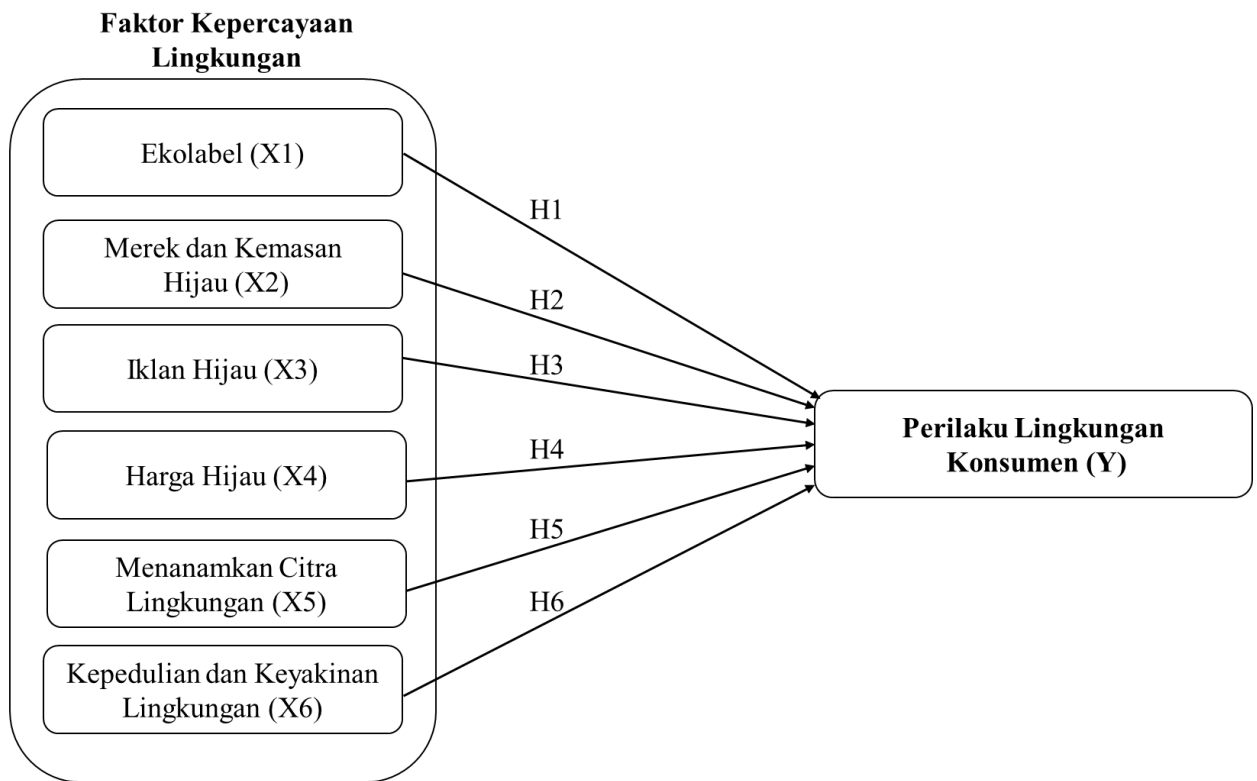 Faktor Kepercayaan
Lingkungan
Ekolabel (X1)
Merek dan Kemasan
Hijau (X2)
Iklan Hijau (X3)
Harga Hijau (X4)
Menanamkan Citra
Lingkungan (X5)
Kepedulian dan Keyakinan
Lingkungan (X6)
H1
H2
H3
H4
H5
H6
Perilaku Lingkungan
Konsumen (Y)